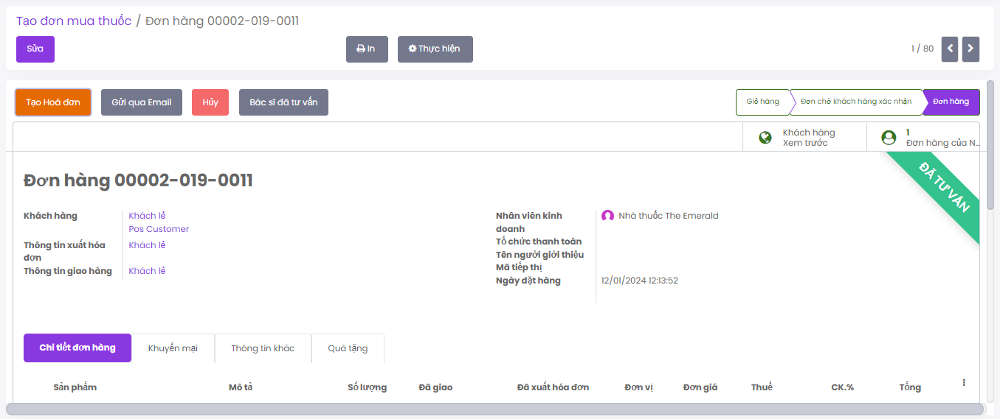 Tạo đơn mua thuốc / Đơn hàng 00002-019-0011
Sửa
In
Thực hiện
1 / 80
Tạo Hoá đơn
Gửi qua Email
Hủy
Bác sĩ đã tư vấn
Giỏ hàng
Đơn chờ khách hàng xác nhận
Đơn hàng
Khách hàng
Xem trước
1
Đơn hàng của N...
ĐÃ TƯ VẤN
Đơn hàng 00002-019-0011
Khách hàng
Khách lẻ
Pos Customer
Thông tin xuất hóa
đơn
Khách lẻ
Thông tin giao hàng
Khách lẻ
Nhân viên kinh
doanh
Nhà thuốc The Emerald
Tổ chức thanh toán
Tên người giới thiệu
Mã tiếp thị
Ngày đặt hàng
12/01/2024 12:13:52
Chi tiết đơn hàng
Khuyến mại
Thông tin khác
Quà tặng
Sản phẩm
Mô tả
Số lượng
Đã giao
Đã xuất hóa đơn
Đơn vị
Đơn giá
Thuế
CK.%
Tổng